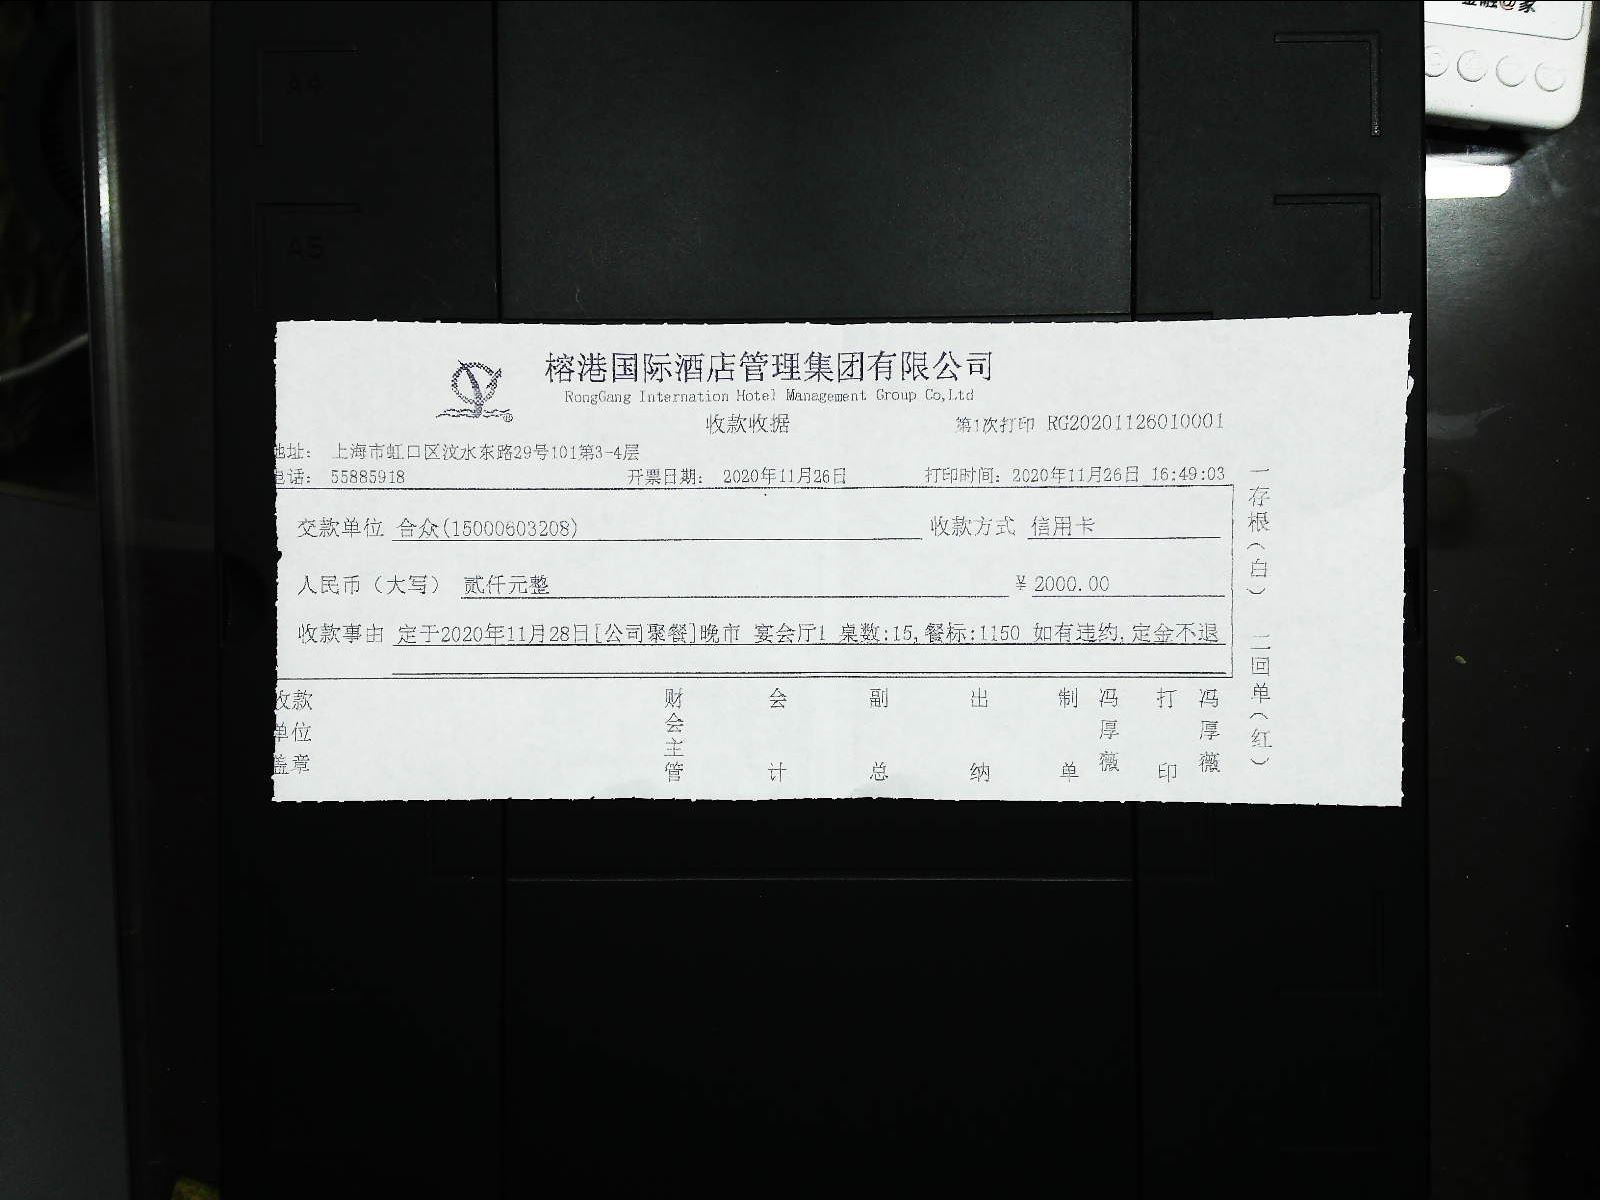 金融@家
A4
A5
榕港国际酒店管理集团有限公司
RongGang Internation Hotel Management Group Co,Ltd
收款收据
第1次打印 RG20201126010001
地址： 上海市虹口区汶水东路29号101第3-4层
电话： 55885918
开票日期： 2020年11月26日
打印时间：2020年11月26日 16:49:03
交款单位 合众(15000603208)
收款方式 信用卡
人民币（大写） 贰仟元整
¥ 2000.00
收款事由 定于2020年11月28日[公司聚餐]晚市 宴会厅1 桌数:15,餐标:1150 如有违约,定金不退
收款单位盖章
财会主管
会计
副总
出纳
制单 冯厚薇
打印 冯厚薇
一存根（白） 二回单（红）